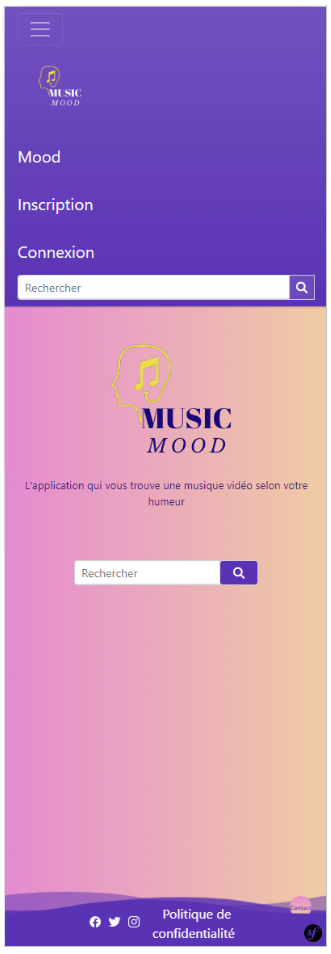 MUSIC
MOOD
Mood
Inscription
Connexion
Rechercher
MUSIC
MOOD
L'application qui vous trouve une musique vidéo selon votre
humeur
Rechercher
Contact
Politique de
confidentialité
sf